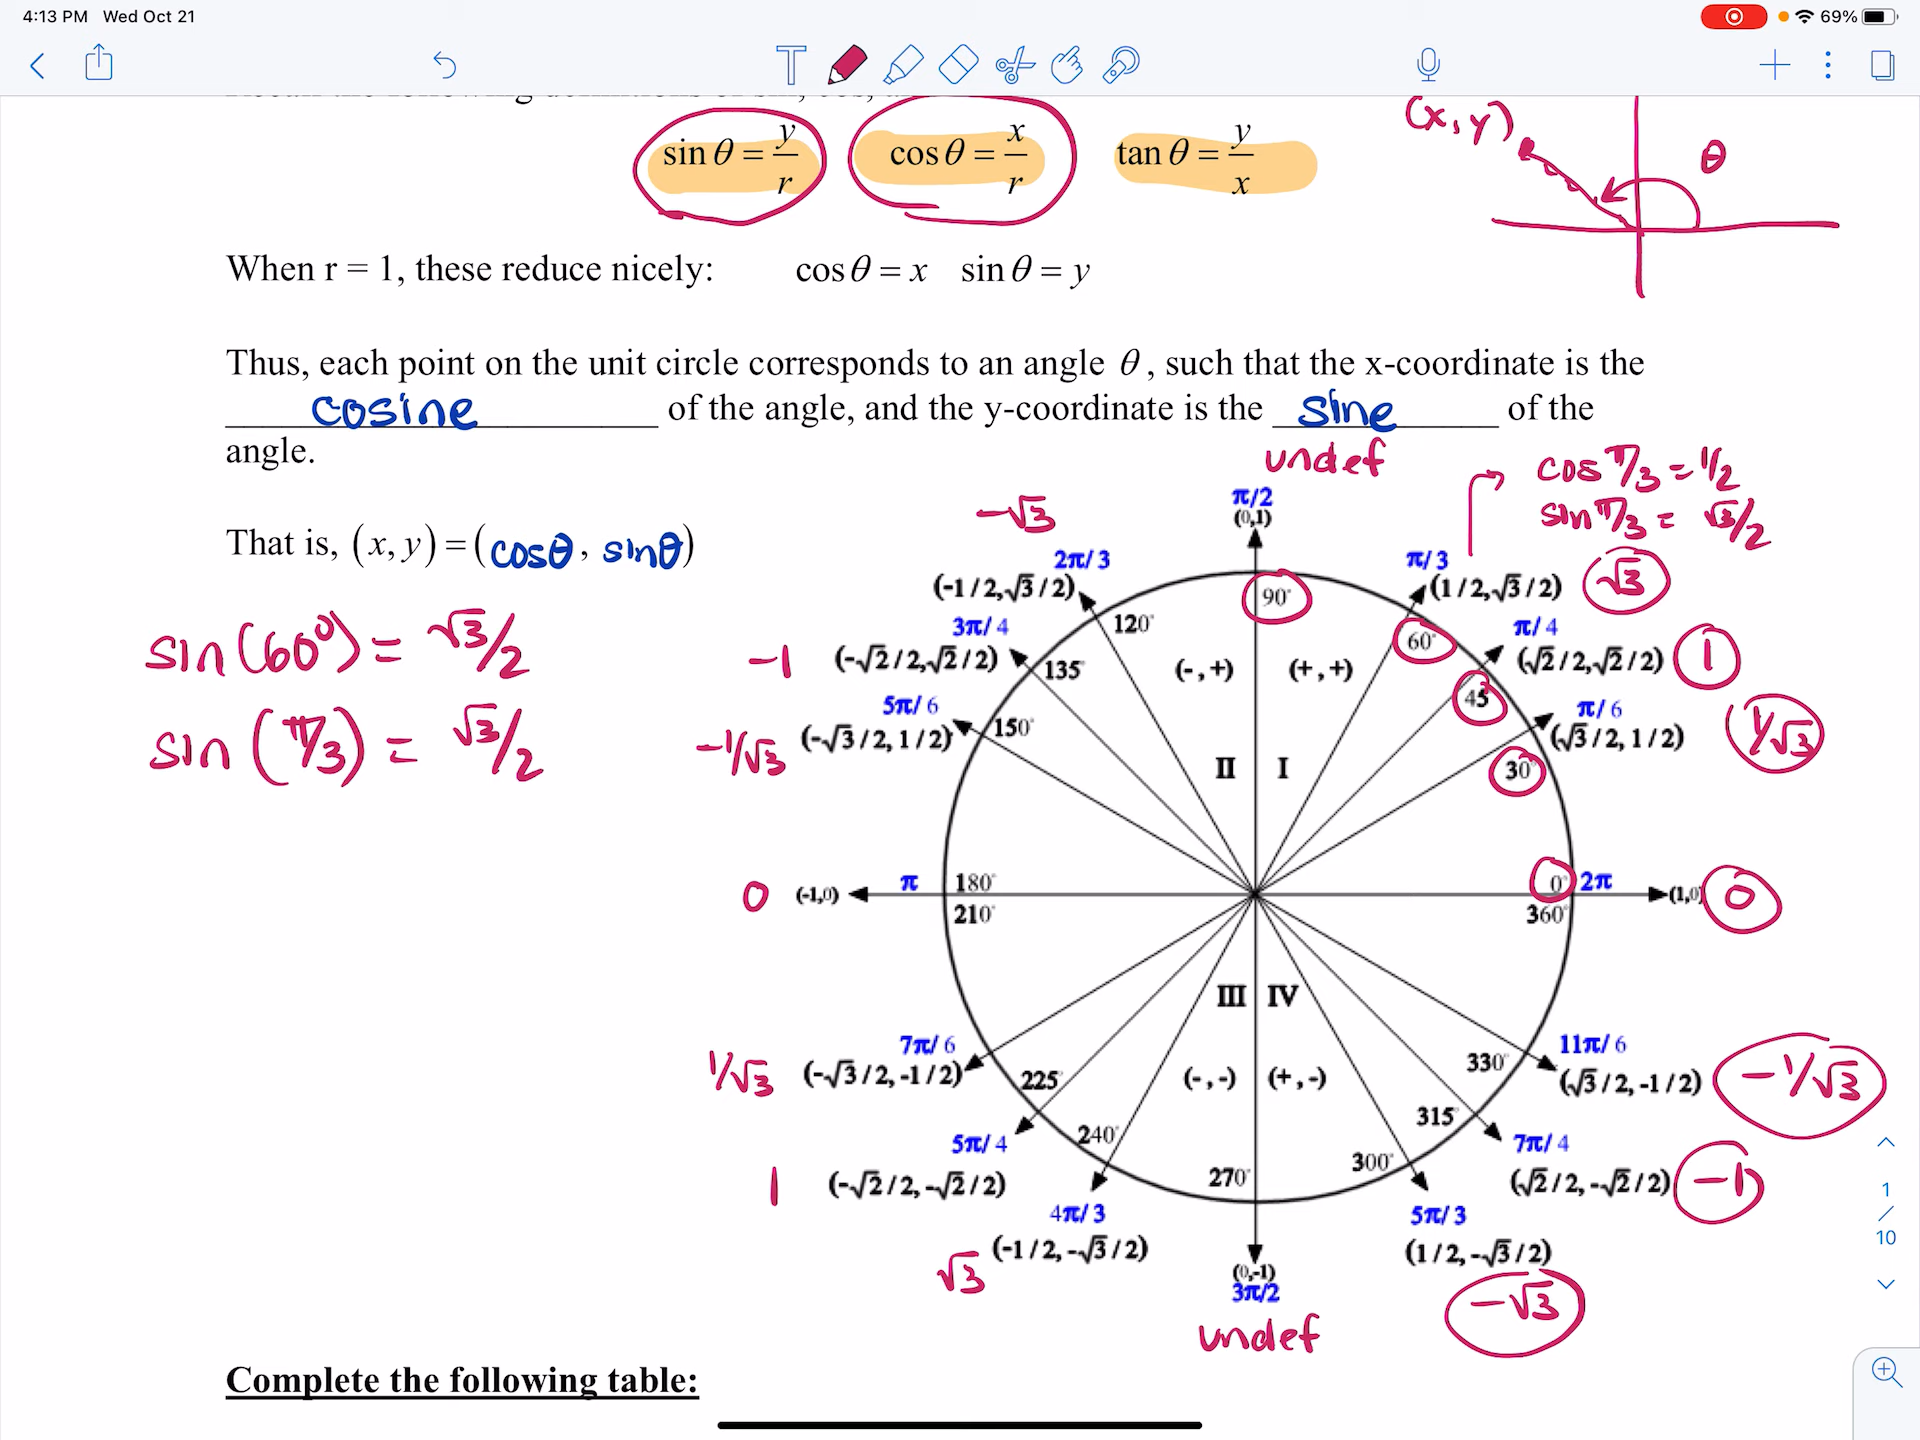 4:13 PM Wed Oct 21
69%
sin θ = y/r cos θ = x/r tan θ = y/x
(x, y)
θ
When r = 1, these reduce nicely: cos θ = x sin θ = y
Thus, each point on the unit circle corresponds to an angle θ, such that the x-coordinate is the
cosine of the angle, and the y-coordinate is the sine of the
angle.
That is, (x, y) = (cosθ, sinθ)
sin(60°) = √3/2
sin(π/3) = √3/2
undef
π/2
(0,1)
90°
cos π/3 = 1/2
sin π/3 = √3/2
π/3
(1/2,√3/2) √3
60°
π/4
(√2/2,√2/2) 1
45°
π/6
(√3/2, 1/2) 1/√3
30°
-√3
2π/3
(-1/2,√3/2)
120°
3π/4
-1 (-√2/2,√2/2)
135°
5π/6
-1/√3 (-√3/2, 1/2)
150°
(-,+) (+,+)
II I
0 (-1,0) π 180°
210°
0° 2π (1,0) 0
360°
III IV
(-,-) (+,-)
7π/6
1/√3 (-√3/2, -1/2)
225°
5π/4
1 (-√2/2, -√2/2)
240°
4π/3
√3 (-1/2, -√3/2)
270°
(0,-1)
3π/2
undef
300°
5π/3
(1/2, -√3/2)
-√3
315°
7π/4
(√2/2, -√2/2) -1
330°
11π/6
(√3/2, -1/2) -1/√3
1
/
10
Complete the following table: